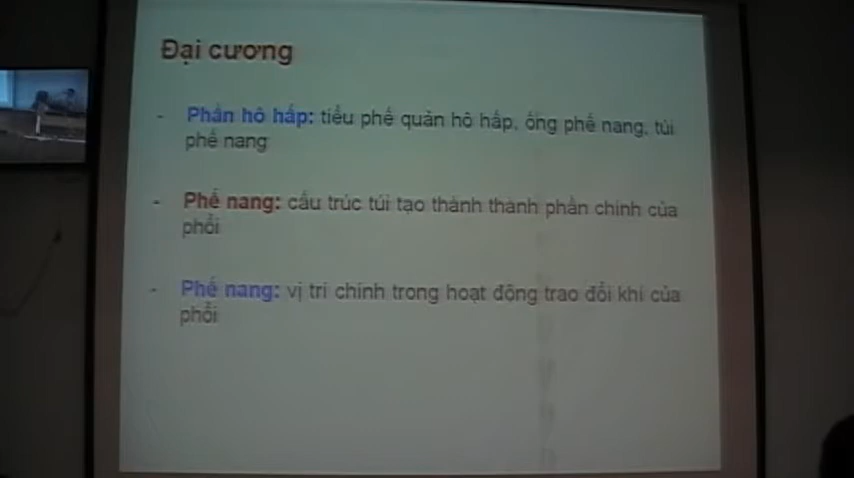 Đại cương
- Phần hô hấp: tiểu phế quản hô hấp, ống phế nang, túi
phế nang
- Phế nang: cấu trúc túi tạo thành thành phần chính của
phổi
- Phế nang: vị trí chính trong hoạt động trao đổi khí của
phổi